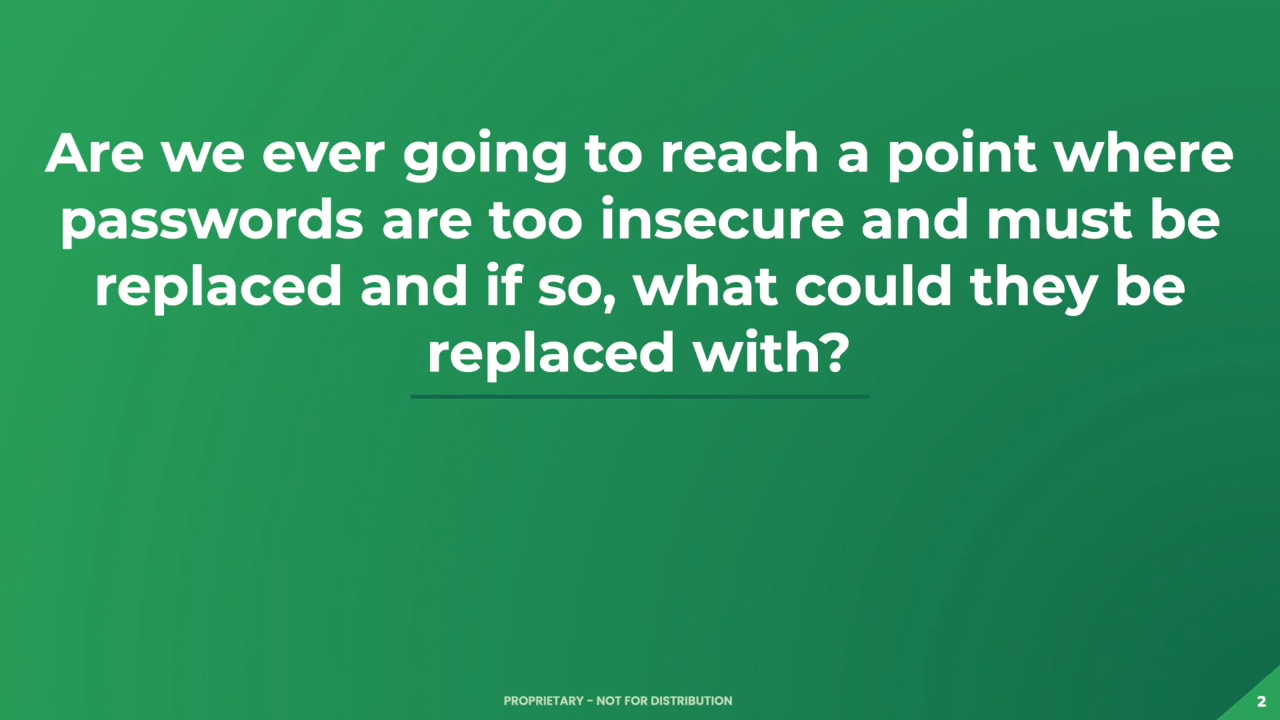 Are we ever going to reach a point where
passwords are too insecure and must be
replaced and if so, what could they be
replaced with?
PROPRIETARY - NOT FOR DISTRIBUTION
2